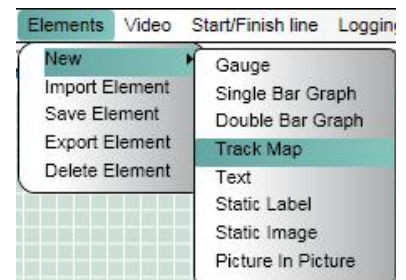 Elements Video Start/Finish line Logging
New
Import Element
Save Element
Export Element
Delete Element
Gauge
Single Bar Graph
Double Bar Graph
Track Map
Text
Static Label
Static Image
Picture In Picture